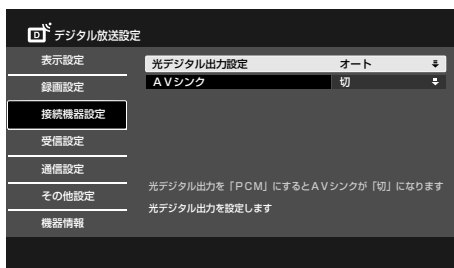 D デジタル放送設定
表示設定
録画設定
接続機器設定
受信設定
通信設定
その他設定
機器情報
光デジタル出力設定 オート
AVシンク 切
光デジタル出力を「PCM」にするとAVシンクが「切」になります
光デジタル出力を設定します